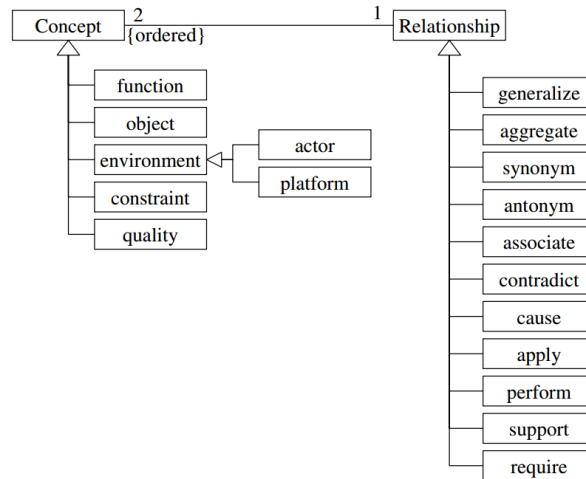 Concept
2
{ordered}
1
Relationship
function
object
environment
constraint
quality
actor
platform
generalize
aggregate
synonym
antonym
associate
contradict
cause
apply
perform
support
require